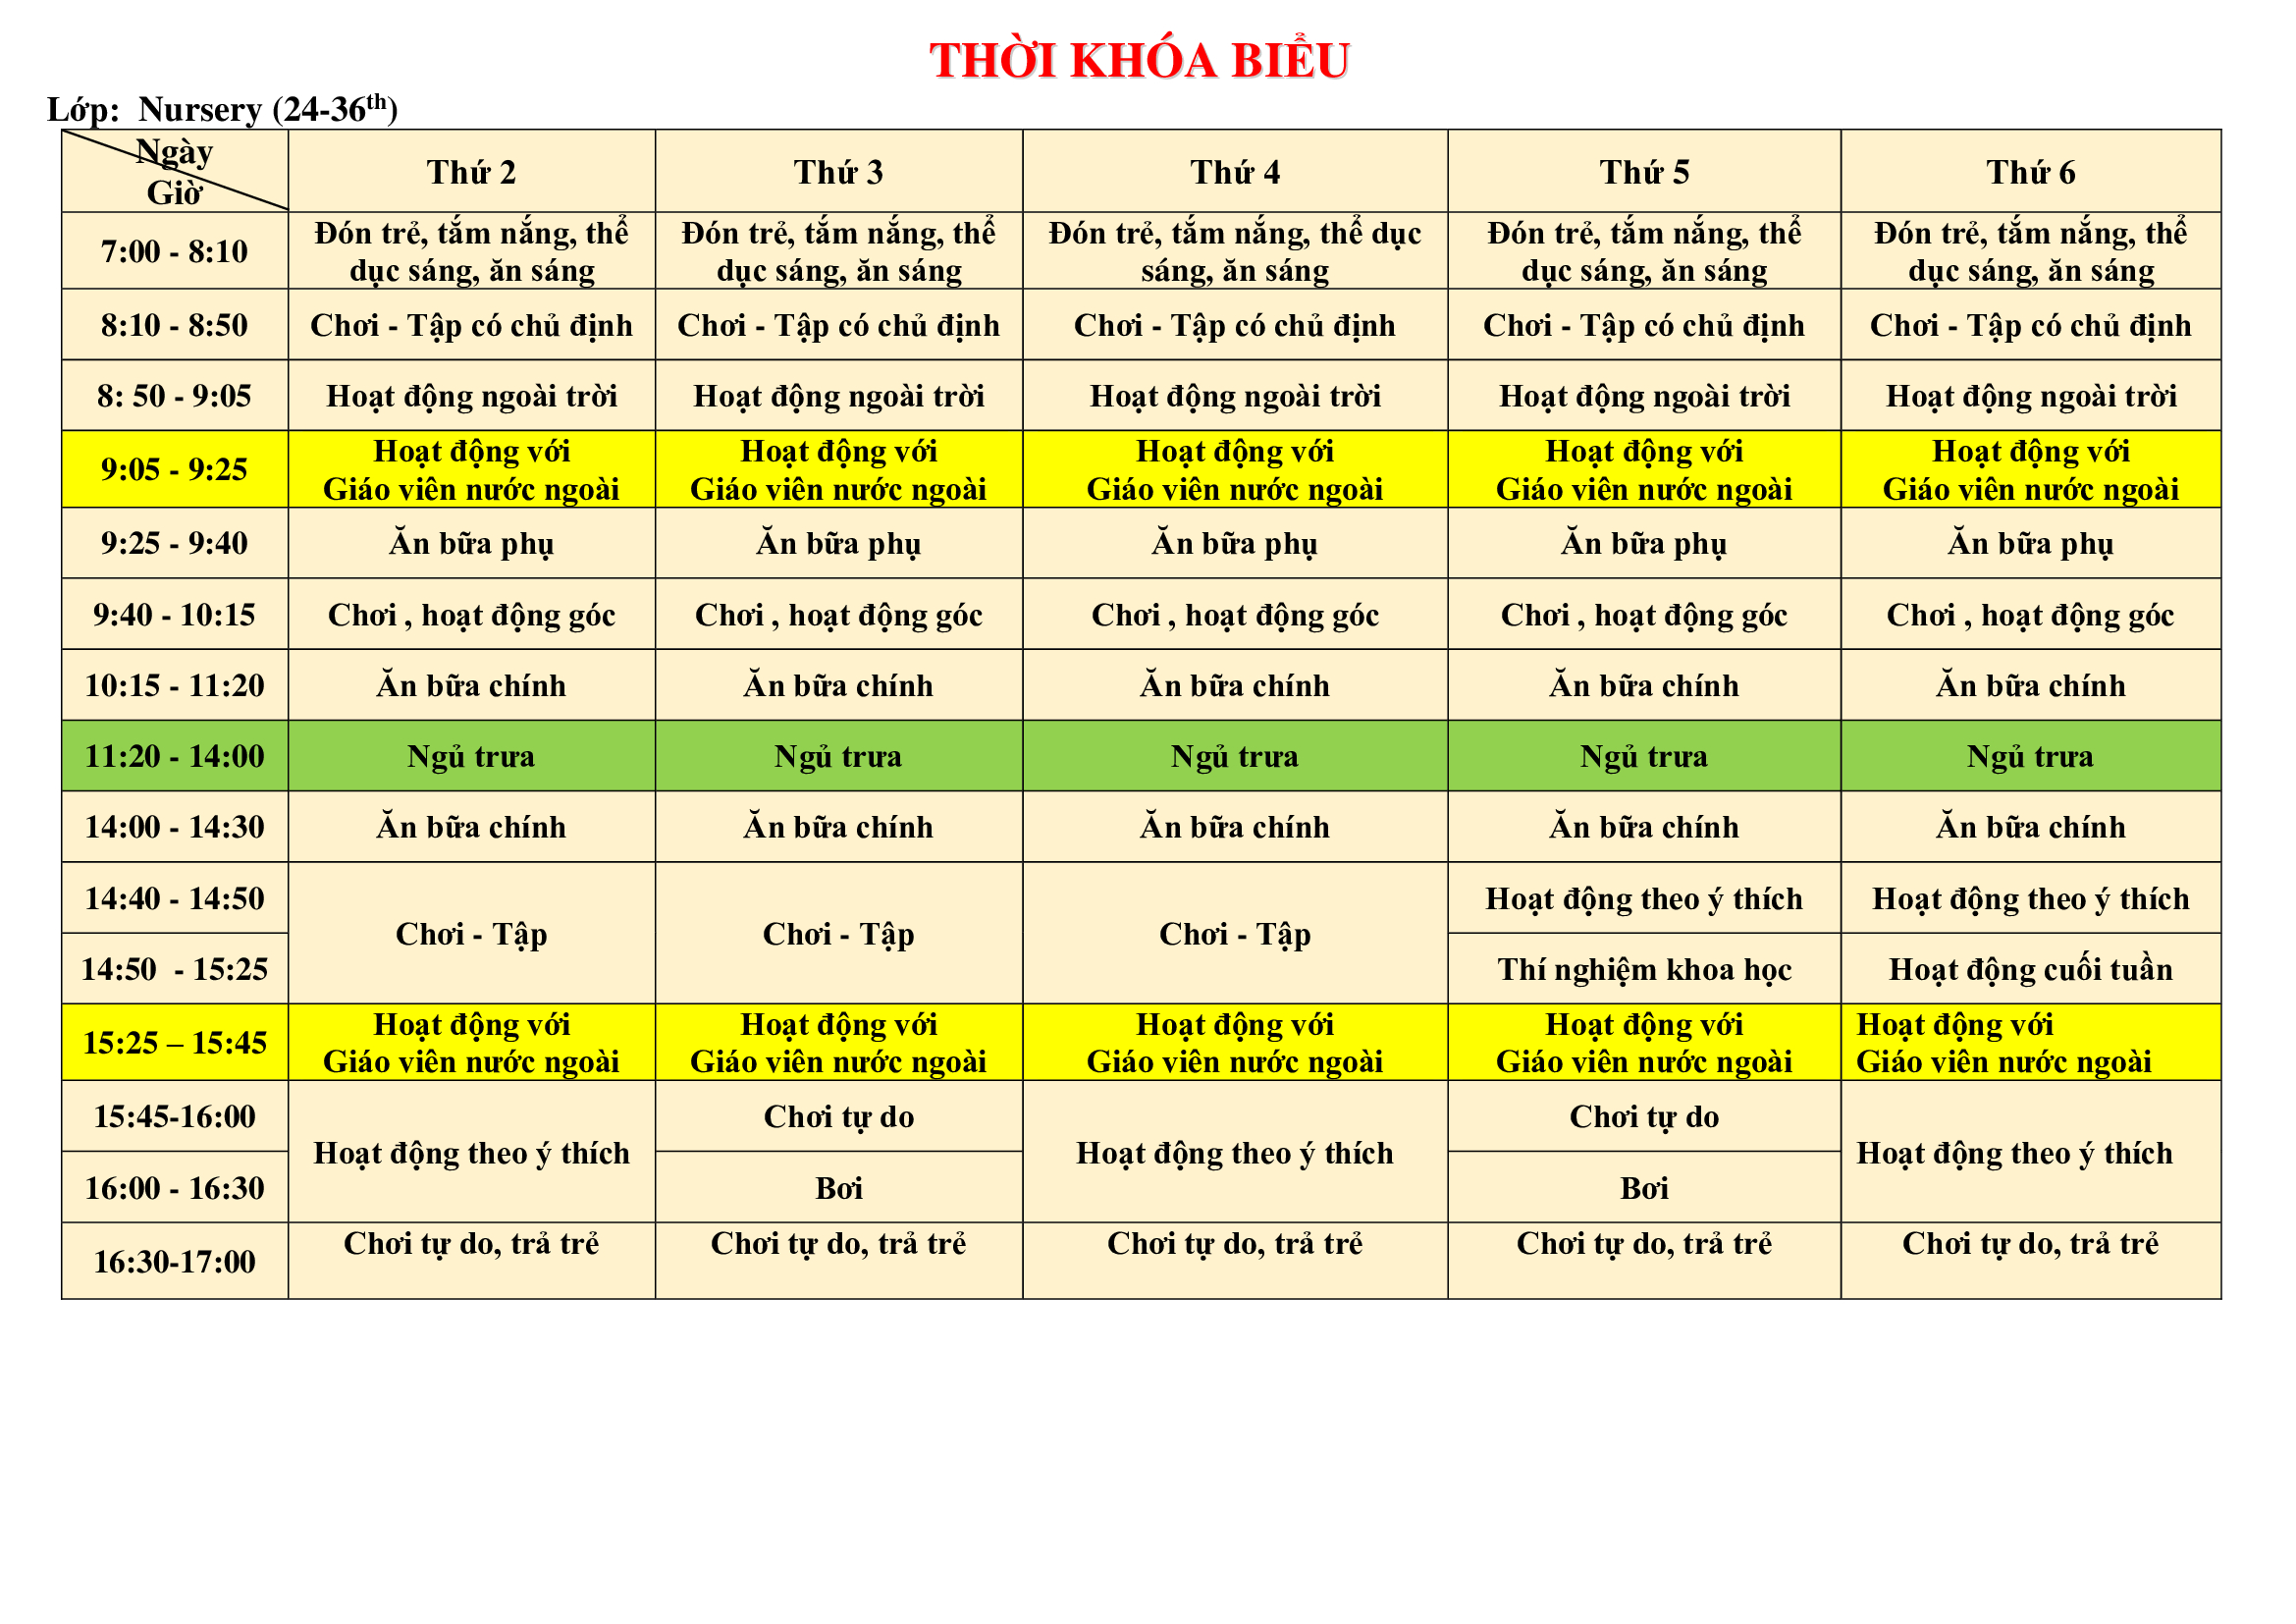 THỜI KHÓA BIỂU
Lớp: Nursery (24-36th)
Ngày
Giờ
Thứ 2 Thứ 3 Thứ 4 Thứ 5 Thứ 6
7:00 - 8:10 Đón trẻ, tắm nắng, thể dục sáng, ăn sáng Đón trẻ, tắm nắng, thể dục sáng, ăn sáng Đón trẻ, tắm nắng, thể dục sáng, ăn sáng Đón trẻ, tắm nắng, thể dục sáng, ăn sáng Đón trẻ, tắm nắng, thể dục sáng, ăn sáng
8:10 - 8:50 Chơi - Tập có chủ định Chơi - Tập có chủ định Chơi - Tập có chủ định Chơi - Tập có chủ định Chơi - Tập có chủ định
8: 50 - 9:05 Hoạt động ngoài trời Hoạt động ngoài trời Hoạt động ngoài trời Hoạt động ngoài trời Hoạt động ngoài trời
9:05 - 9:25 Hoạt động với Giáo viên nước ngoài Hoạt động với Giáo viên nước ngoài Hoạt động với Giáo viên nước ngoài Hoạt động với Giáo viên nước ngoài Hoạt động với Giáo viên nước ngoài
9:25 - 9:40 Ăn bữa phụ Ăn bữa phụ Ăn bữa phụ Ăn bữa phụ Ăn bữa phụ
9:40 - 10:15 Chơi , hoạt động góc Chơi , hoạt động góc Chơi , hoạt động góc Chơi , hoạt động góc Chơi , hoạt động góc
10:15 - 11:20 Ăn bữa chính Ăn bữa chính Ăn bữa chính Ăn bữa chính Ăn bữa chính
11:20 - 14:00 Ngủ trưa Ngủ trưa Ngủ trưa Ngủ trưa Ngủ trưa
14:00 - 14:30 Ăn bữa chính Ăn bữa chính Ăn bữa chính Ăn bữa chính Ăn bữa chính
14:40 - 14:50 Chơi - Tập Chơi - Tập Chơi - Tập Hoạt động theo ý thích Hoạt động theo ý thích
14:50 - 15:25 Thí nghiệm khoa học Hoạt động cuối tuần
15:25 – 15:45 Hoạt động với Giáo viên nước ngoài Hoạt động với Giáo viên nước ngoài Hoạt động với Giáo viên nước ngoài Hoạt động với Giáo viên nước ngoài Hoạt động với Giáo viên nước ngoài
15:45-16:00 Hoạt động theo ý thích Chơi tự do Hoạt động theo ý thích Chơi tự do Hoạt động theo ý thích
16:00 - 16:30 Bơi Bơi
16:30-17:00 Chơi tự do, trả trẻ Chơi tự do, trả trẻ Chơi tự do, trả trẻ Chơi tự do, trả trẻ Chơi tự do, trả trẻ